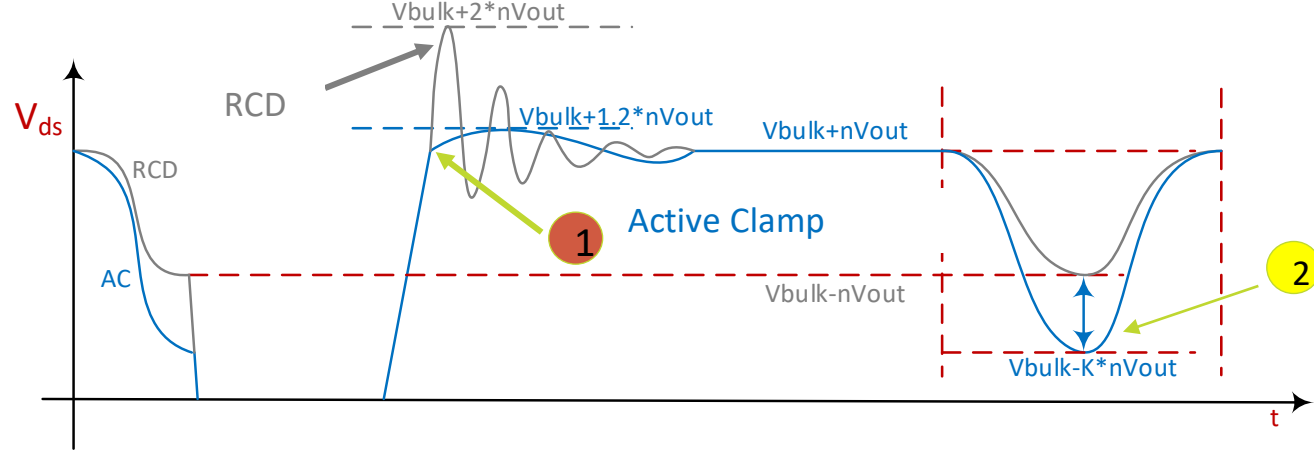 Vbulk+2*nVout
RCD
Vds
Vbulk+1.2*nVout
Vbulk+nVout
RCD
1
Active Clamp
AC
2
Vbulk-nVout
Vbulk-K*nVout
t